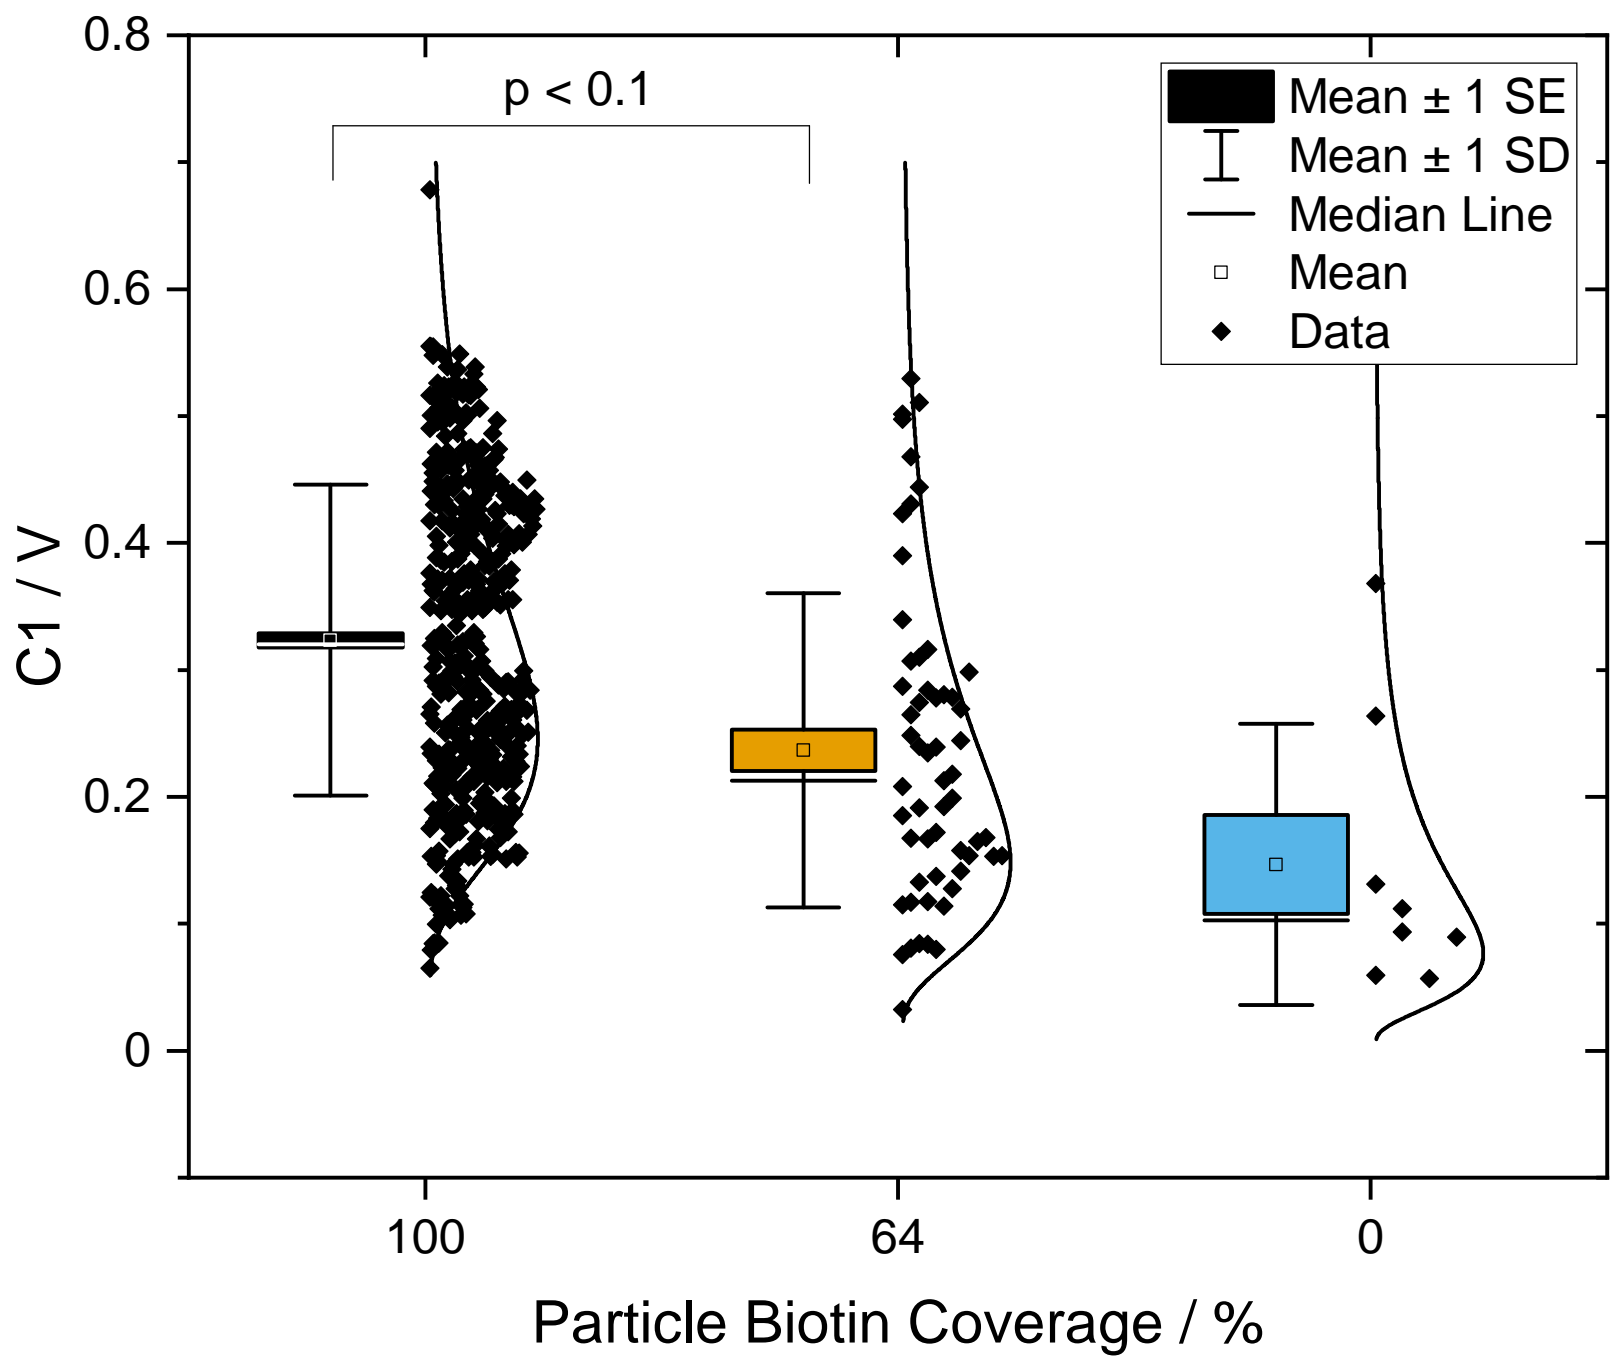 0.8
0.6
0.4
0.2
0
C1 / V
p < 0.1
Mean ± 1 SE
Mean ± 1 SD
Median Line
Mean
Data
100
64
0
Particle Biotin Coverage / %